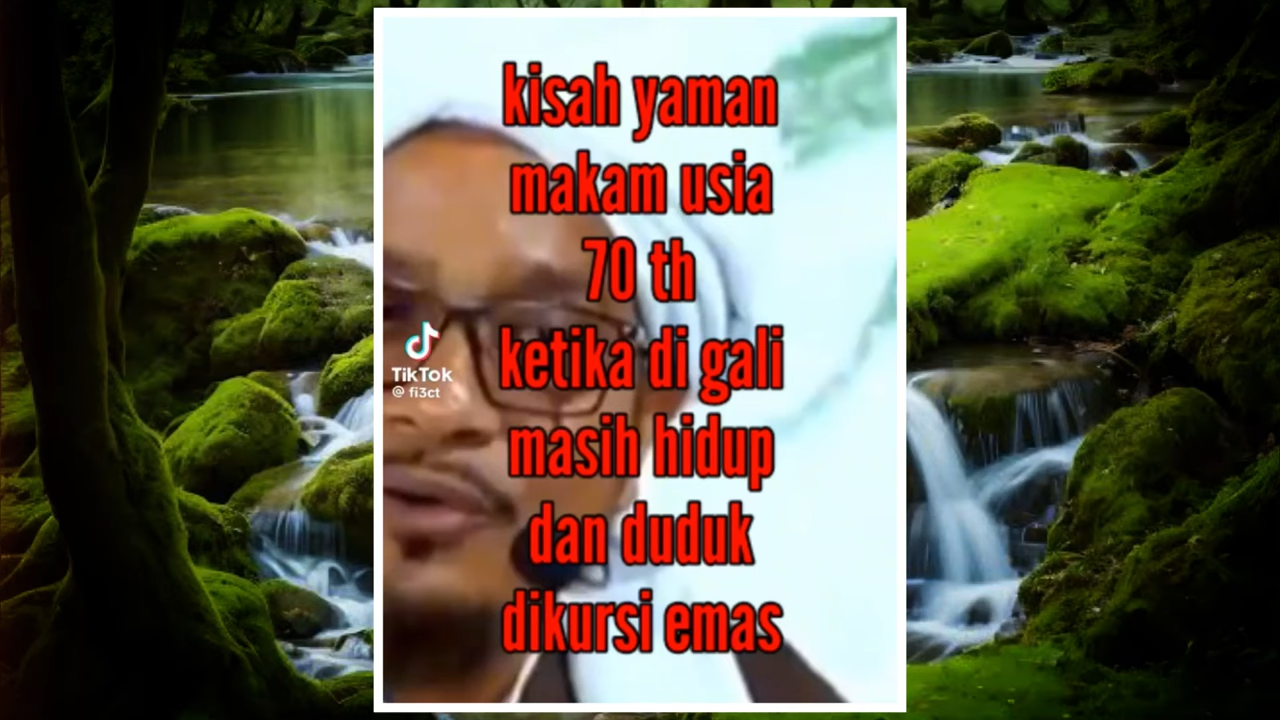 kisah yaman
makam usia
70 th
ketika di gali
masih hidup
dan duduk
dikursi emas
TikTok
@ fi3ct